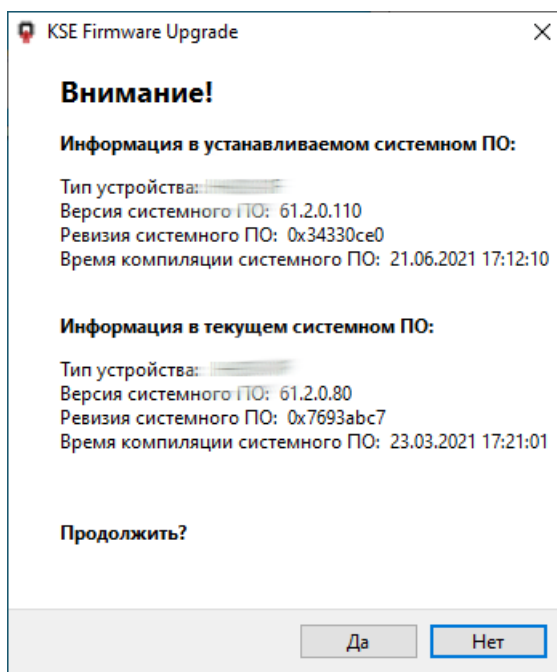 KSE Firmware Upgrade
Внимание!
Информация в устанавливаемом системном ПО:
Тип устройства:
Версия системного ПО: 61.2.0.110
Ревизия системного ПО: 0x34330ce0
Время компиляции системного ПО: 21.06.2021 17:12:10
Информация в текущем системном ПО:
Тип устройства:
Версия системного ПО: 61.2.0.80
Ревизия системного ПО: 0x7693abc7
Время компиляции системного ПО: 23.03.2021 17:21:01
Продолжить?
Да
Нет